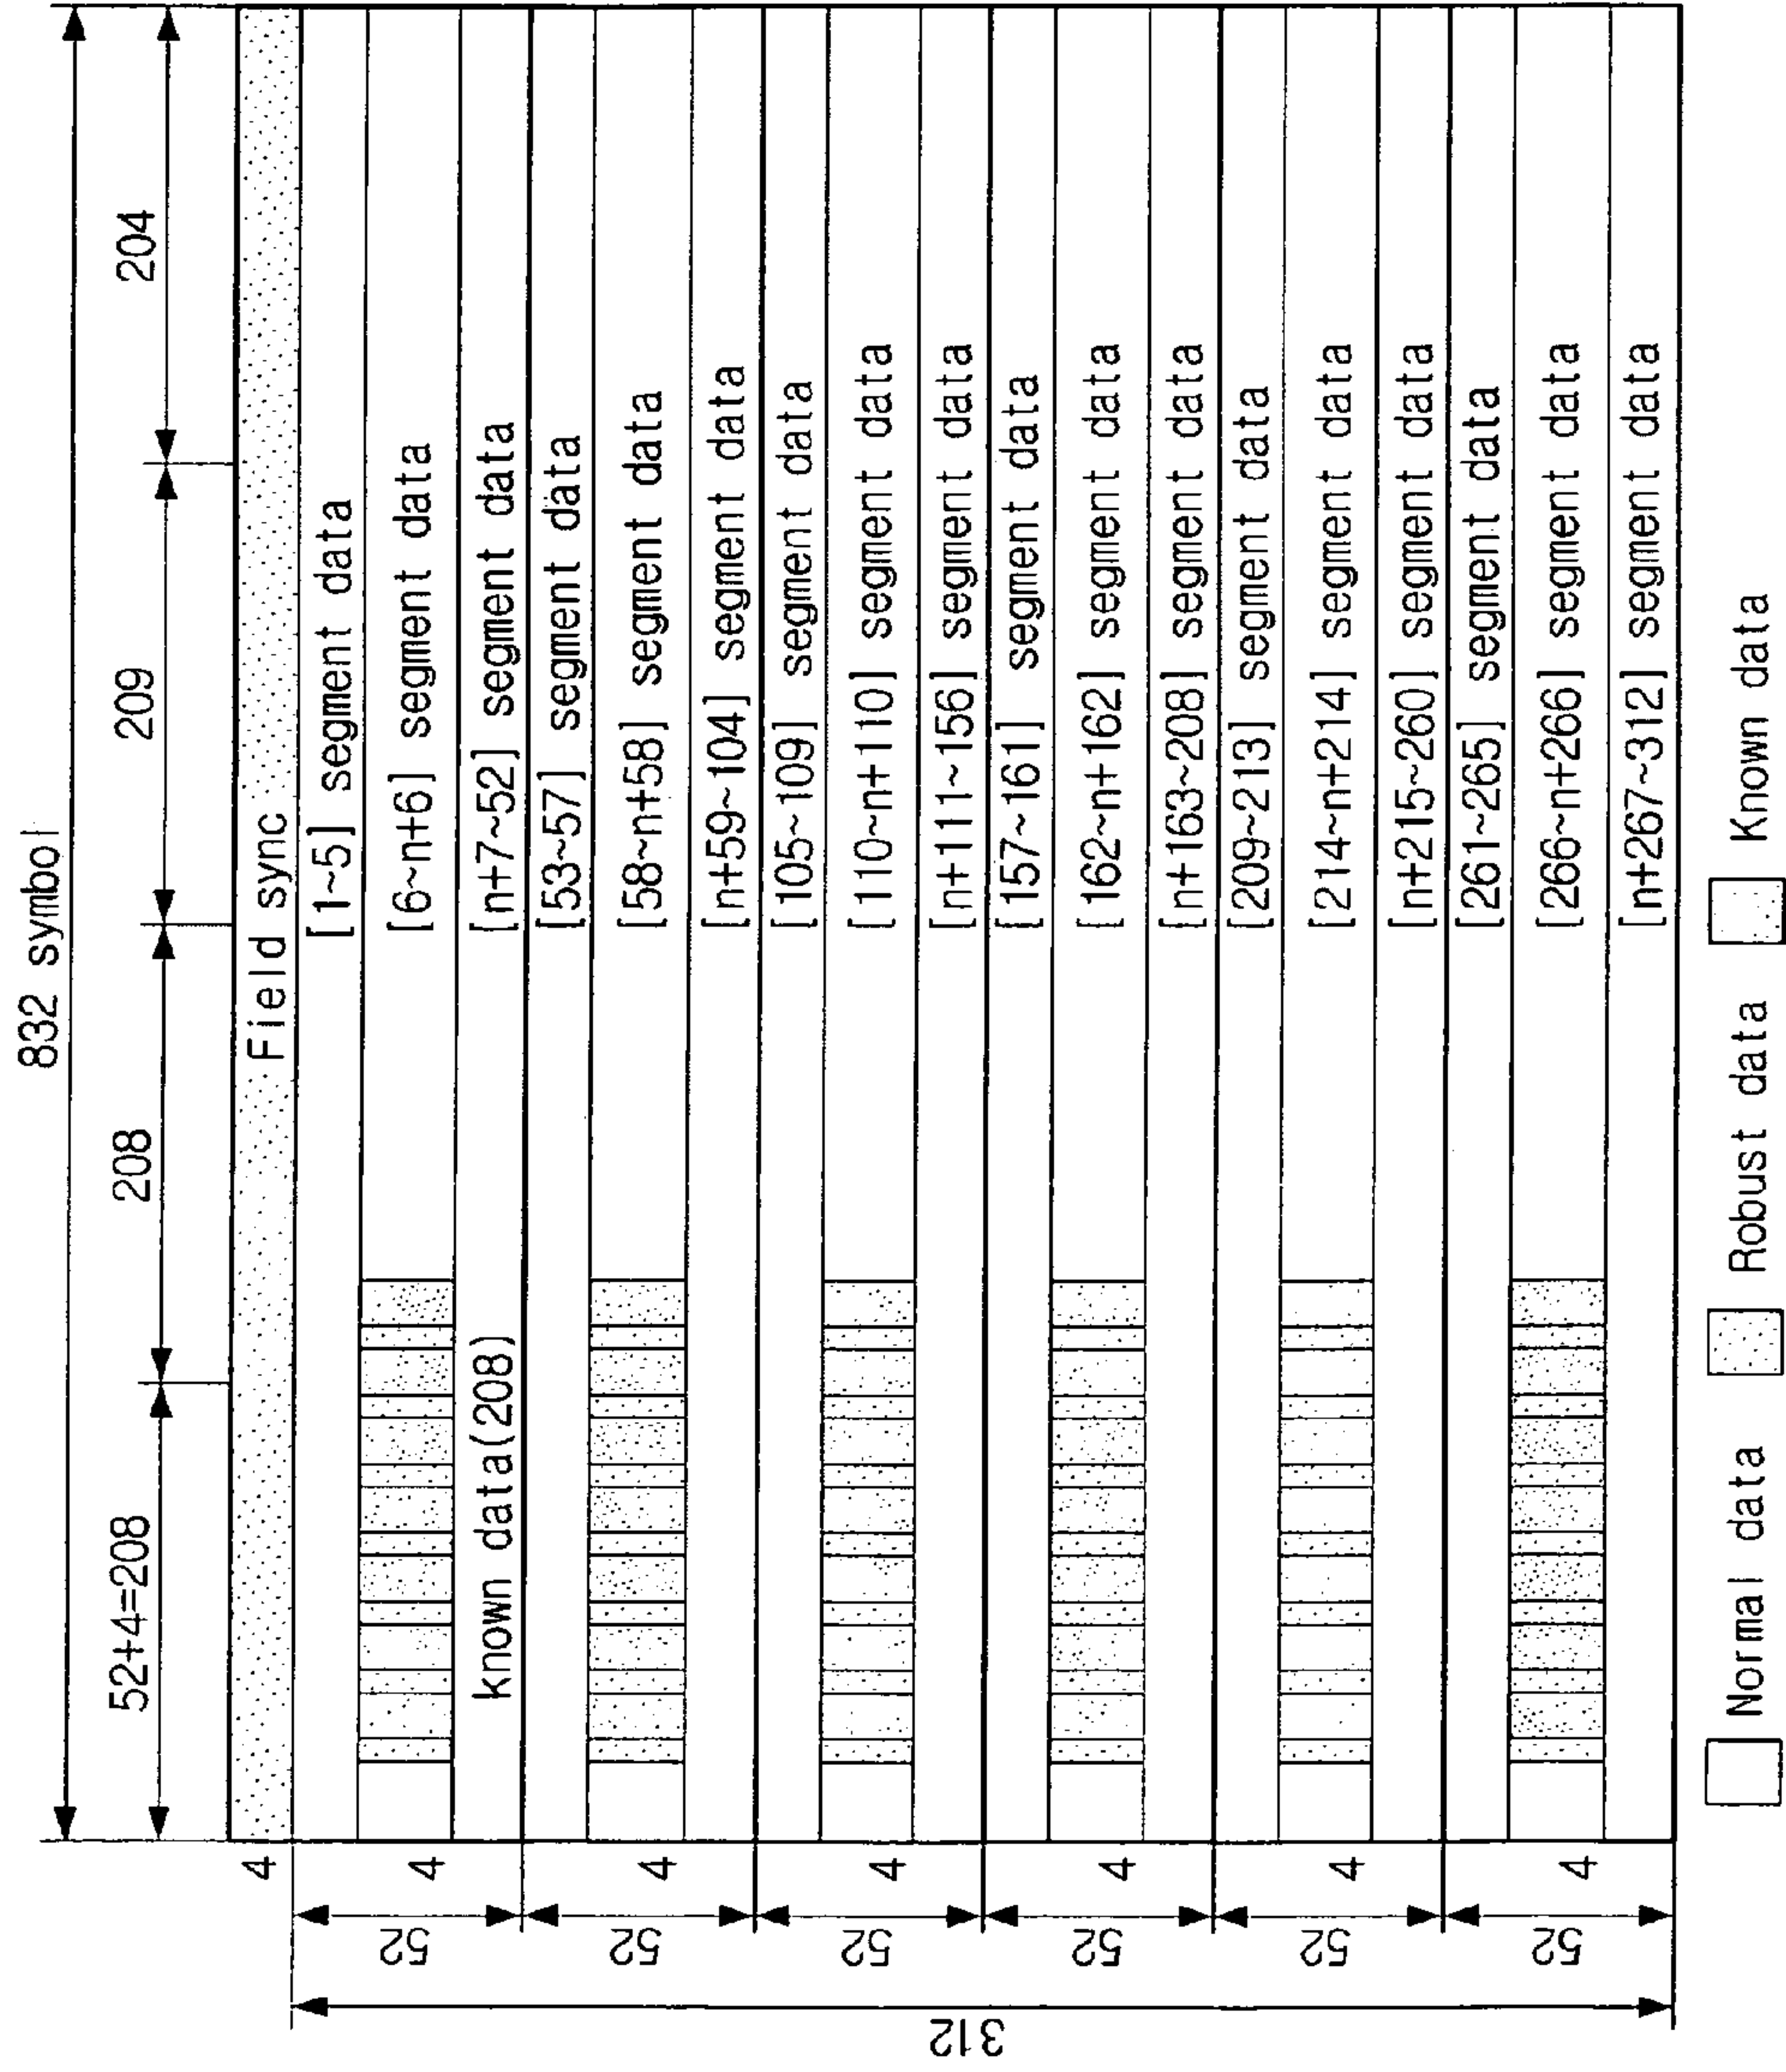 832 symbol
52+4=208
208
209
204
4
Field sync
[1~5] segment data
4
[6~n+6] segment data
known data(208)
[n+7~52] segment data
[53~57] segment data
4
[58~n+58] segment data
[n+59~104] segment data
[105~109] segment data
4
[110~n+110] segment data
[n+111~156] segment data
[157~161] segment data
4
[162~n+162] segment data
[n+163~208] segment data
[209~213] segment data
4
[214~n+214] segment data
[n+215~260] segment data
[261~265] segment data
4
[266~n+266] segment data
[n+267~312] segment data
52
52
52
52
52
52
312
Normal data
Robust data
Known data